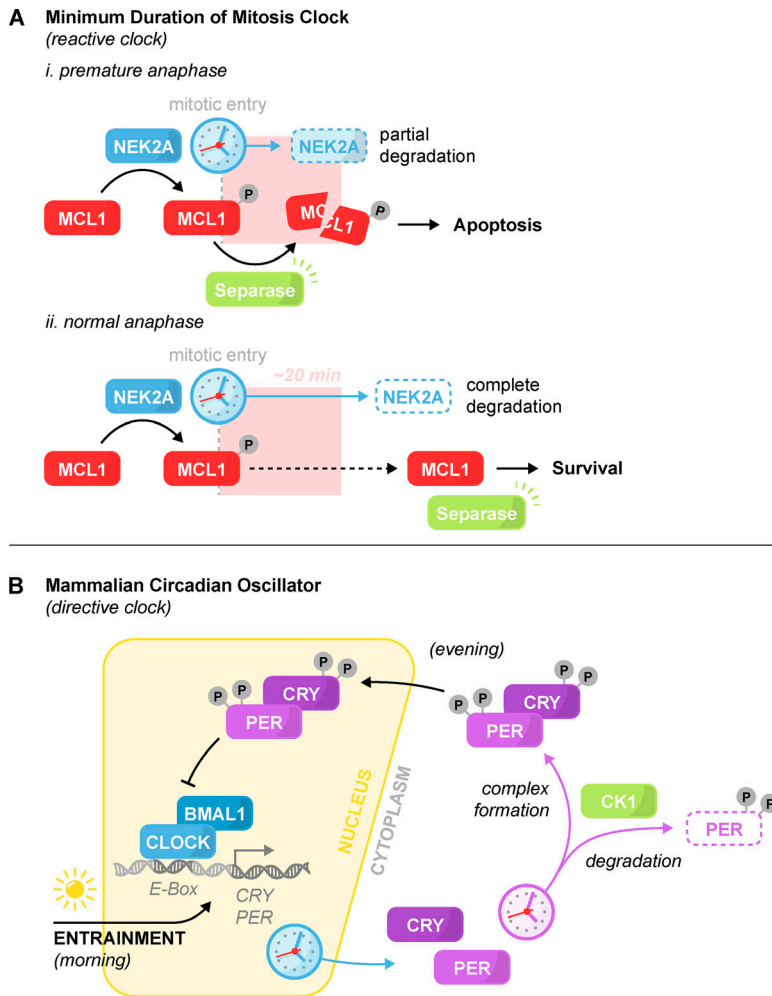 A Minimum Duration of Mitosis Clock
(reactive clock)
i. premature anaphase
mitotic entry
NEK2A
NEK2A
partial
degradation
P
P
MCL1
MCL1
MCL1
Apoptosis
Separase
ii. normal anaphase
mitotic entry
~20 min
NEK2A
NEK2A
complete
degradation
P
MCL1
MCL1
MCL1
Survival
Separase
B Mammalian Circadian Oscillator
(directive clock)
(evening)
P P
P P
CRY
PER
P P
P P
CRY
PER
NUCLEUS
CYTOPLASM
complex
formation
CK1
P P
PER
degradation
BMAL1
CLOCK
E-Box
CRY
PER
ENTRAINMENT
(morning)
CRY
PER